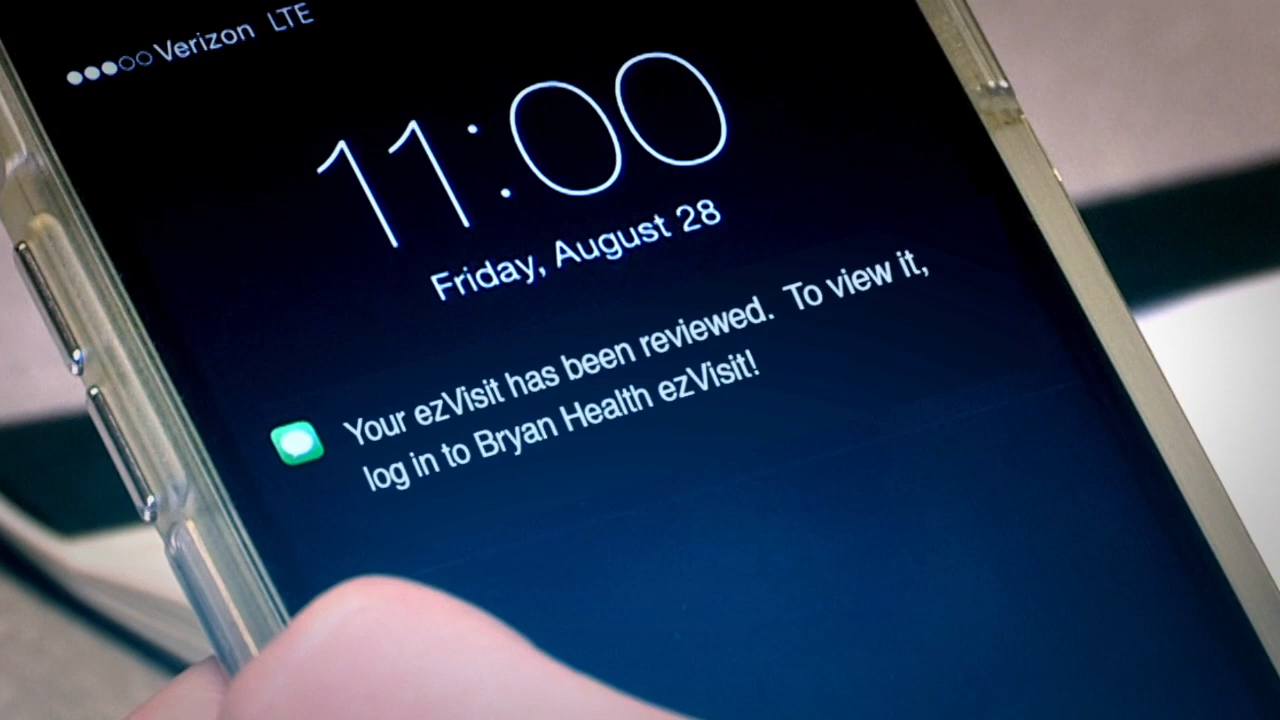 Verizon LTE
11:00
Friday, August 28
Your ezVisit has been reviewed. To view it,
log in to Bryan Health ezVisit!